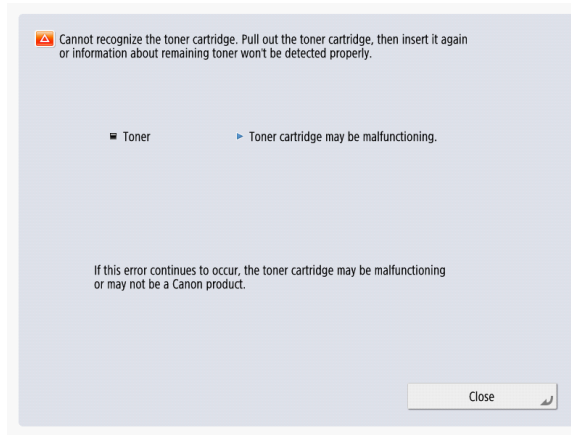 Cannot recognize the toner cartridge. Pull out the toner cartridge, then insert it again
or information about remaining toner won't be detected properly.
Toner
Toner cartridge may be malfunctioning.
If this error continues to occur, the toner cartridge may be malfunctioning
or may not be a Canon product.
Close